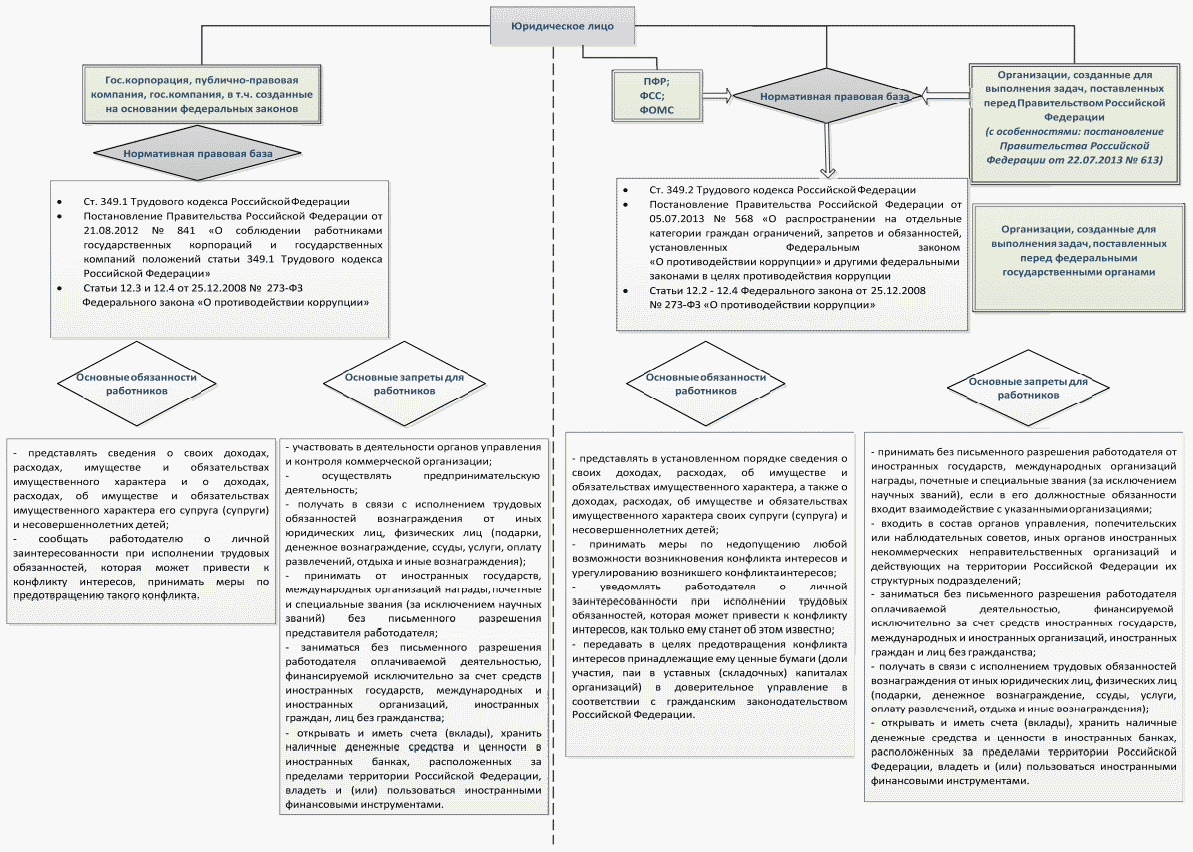 Юридическое лицо
Гос.корпорация, публично-правовая
компания, гос.компания, в т.ч. созданные
на основании федеральных законов
Нормативная правовая база
• Ст. 349.1 Трудового кодекса Российской Федерации
• Постановление Правительства Российской Федерации от
21.08.2012 № 841 «О соблюдении работниками
государственных корпораций и государственных
компаний положений статьи 349.1 Трудового кодекса
Российской Федерации»
• Статьи 12.3 и 12.4 от 25.12.2008 № 273-ФЗ
Федерального закона «О противодействии коррупции»
Основные обязанности
работников
- представлять сведения о своих доходах,
расходах, имуществе и обязательствах
имущественного характера и о доходах,
расходах, об имуществе и обязательствах
имущественного характера его супруга (супруги)
и несовершеннолетних детей;
- сообщать работодателю о личной
заинтересованности при исполнении трудовых
обязанностей, которая может привести к
конфликту интересов, принимать меры по
предотвращению такого конфликта.
Основные запреты для
работников
- участвовать в деятельности органов управления
и контроля коммерческой организации;
- осуществлять предпринимательскую
деятельность;
- получать в связи с исполнением трудовых
обязанностей вознаграждения от иных
юридических лиц, физических лиц (подарки,
денежное вознаграждение, ссуды, услуги, оплату
развлечений, отдыха и иные вознаграждения);
- принимать от иностранных государств,
международных организаций награды, почетные
и специальные звания (за исключением научных
званий) без письменного разрешения
представителя работодателя;
- заниматься без письменного разрешения
работодателя оплачиваемой деятельностью,
финансируемой исключительно за счет средств
иностранных государств, международных и
иностранных организаций, иностранных
граждан, лиц без гражданства;
- открывать и иметь счета (вклады), хранить
наличные денежные средства и ценности в
иностранных банках, расположенных за
пределами территории Российской Федерации,
владеть и (или) пользоваться иностранными
финансовыми инструментами.
ПФР;
ФСС;
ФОМС
Нормативная правовая база
Организации, созданные для
выполнения задач, поставленных
перед Правительством Российской
Федерации
(с особенностями: постановление
Правительства Российской
Федерации от 22.07.2013 № 613)
• Ст. 349.2 Трудового кодекса Российской Федерации
• Постановление Правительства Российской Федерации от
05.07.2013 № 568 «О распространении на отдельные
категории граждан ограничений, запретов и обязанностей,
установленных Федеральным законом
«О противодействии коррупции» и другими федеральными
законами в целях противодействия коррупции
• Статьи 12.2 - 12.4 Федерального закона от 25.12.2008
№ 273-ФЗ «О противодействии коррупции»
Организации, созданные для
выполнения задач, поставленных
перед федеральными
государственными органами
Основные обязанности
работников
- представлять в установленном порядке сведения о
своих доходах, расходах, об имуществе и
обязательствах имущественного характера, а также о
доходах, расходах, об имуществе и обязательствах
имущественного характера своих супруги (супруга) и
несовершеннолетних детей;
- принимать меры по недопущению любой
возможности возникновения конфликта интересов и
урегулированию возникшего конфликта интересов;
- уведомлять работодателя о личной
заинтересованности при исполнении трудовых
обязанностей, которая может привести к конфликту
интересов, как только ему станет об этом известно;
- передавать в целях предотвращения конфликта
интересов принадлежащие ему ценные бумаги (доли
участия, паи в уставных (складочных) капиталах
организаций) в доверительное управление в
соответствии с гражданским законодательством
Российской Федерации.
Основные запреты для
работников
- принимать без письменного разрешения работодателя от
иностранных государств, международных организаций
награды, почетные и специальные звания (за исключением
научных званий), если в его должностные обязанности
входит взаимодействие с указанными организациями;
- входить в состав органов управления, попечительских
или наблюдательных советов, иных органов иностранных
некоммерческих неправительственных организаций и
действующих на территории Российской Федерации их
структурных подразделений;
- заниматься без письменного разрешения работодателя
оплачиваемой деятельностью, финансируемой
исключительно за счет средств иностранных государств,
международных и иностранных организаций, иностранных
граждан и лиц без гражданства;
- получать в связи с исполнением трудовых обязанностей
вознаграждения от иных юридических лиц, физических лиц
(подарки, денежное вознаграждение, ссуды, услуги,
оплату развлечений, отдыха и иные вознаграждения);
- открывать и иметь счета (вклады), хранить наличные
денежные средства и ценности в иностранных банках,
расположенных за пределами территории Российской
Федерации, владеть и (или) пользоваться иностранными
финансовыми инструментами.